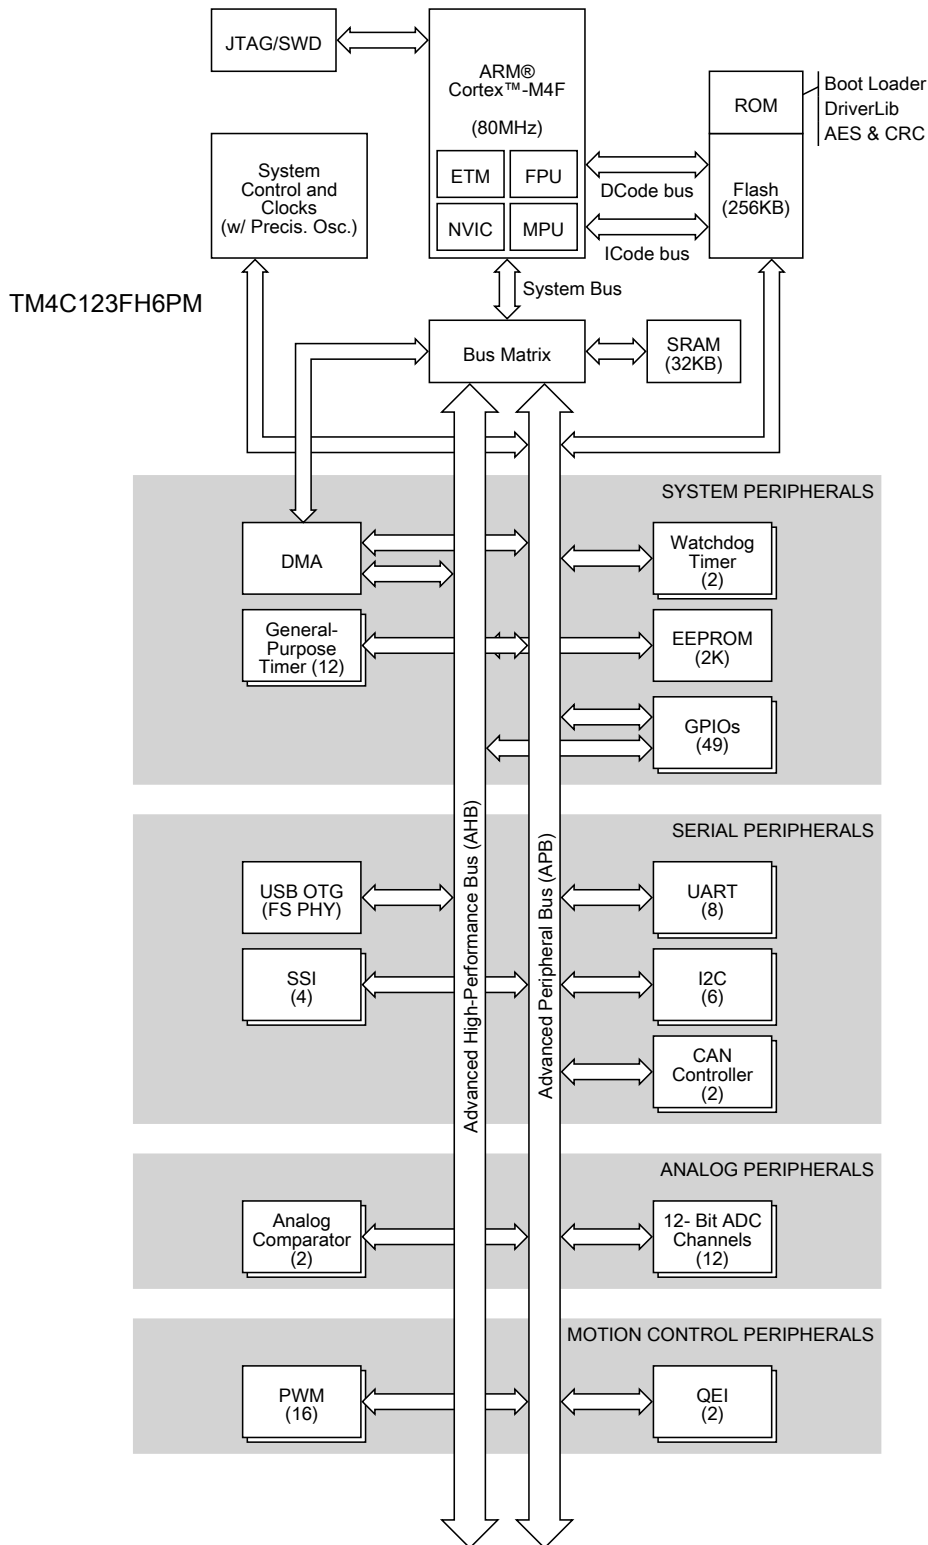 JTAG/SWD
ARM®
Cortex™-M4F
(80MHz)
ETM
FPU
NVIC
MPU
ROM
Boot Loader
DriverLib
AES & CRC
Flash
(256KB)
DCode bus
ICode bus
System
Control and
Clocks
(w/ Precis. Osc.)
TM4C123FH6PM
System Bus
Bus Matrix
SRAM
(32KB)
SYSTEM PERIPHERALS
DMA
Watchdog
Timer
(2)
General-
Purpose
Timer (12)
EEPROM
(2K)
GPIOs
(49)
Advanced High-Performance Bus (AHB)
Advanced Peripheral Bus (APB)
SERIAL PERIPHERALS
USB OTG
(FS PHY)
UART
(8)
SSI
(4)
I2C
(6)
CAN
Controller
(2)
ANALOG PERIPHERALS
Analog
Comparator
(2)
12- Bit ADC
Channels
(12)
MOTION CONTROL PERIPHERALS
PWM
(16)
QEI
(2)